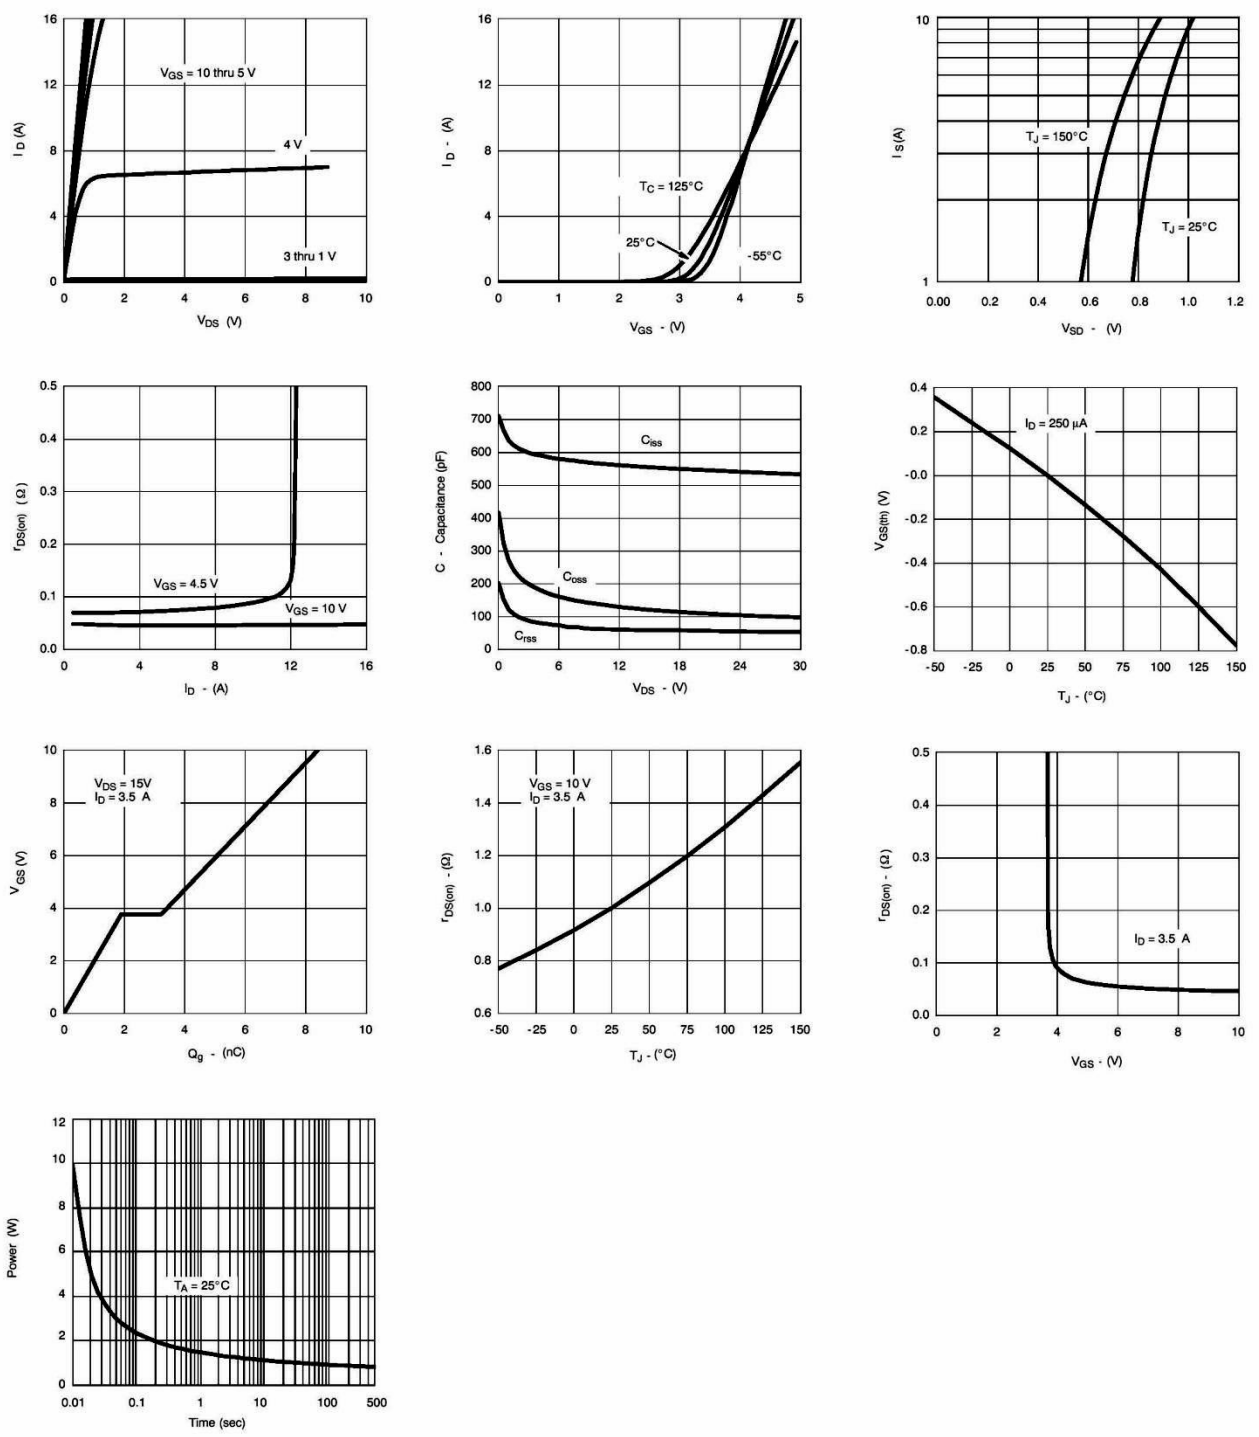 16
12
8
4
0
I D (A)
VGS = 10 thru 5 V
4 V
3 thru 1 V
0 2 4 6 8 10
VDS (V)
16
12
8
4
0
I D - (A)
TC = 125°C
25°C
-55°C
0 1 2 3 4 5
VGS - (V)
10
1
I S(A)
TJ = 150°C
TJ = 25°C
0.00 0.2 0.4 0.6 0.8 1.0 1.2
VSD - (V)
0.5
0.4
0.3
0.2
0.1
0.0
rDS(on) (Ω)
VGS = 4.5 V
VGS = 10 V
0 4 8 12 16
ID - (A)
800
700
600
500
400
300
200
100
0
C - Capacitance (pF)
Ciss
Coss
Crss
0 6 12 18 24 30
VDS - (V)
0.4
0.2
-0.0
-0.2
-0.4
-0.6
-0.8
VGS(th) (V)
ID = 250 µA
-50 -25 0 25 50 75 100 125 150
TJ - (°C)
10
8
6
4
2
0
VGS (V)
VDS = 15V
ID = 3.5 A
0 2 4 6 8 10
Qg - (nC)
1.6
1.4
1.2
1.0
0.8
0.6
rDS(on) - (Ω)
VGS = 10 V
ID = 3.5 A
-50 -25 0 25 50 75 100 125 150
TJ - (°C)
0.5
0.4
0.3
0.2
0.1
0.0
rDS(on) - (Ω)
ID = 3.5 A
0 2 4 6 8 10
VGS - (V)
12
10
8
6
4
2
0
Power (W)
TA = 25°C
0.01 0.1 1 10 100 500
Time (sec)